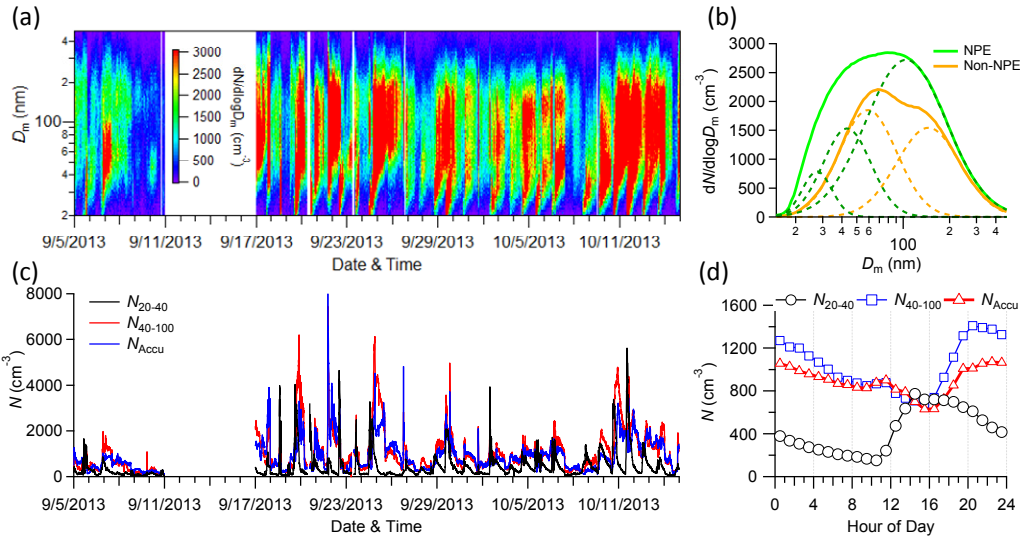 (a)
4
2
100
8
6
4
2
Dm (nm)
3000
2500
2000
1500
1000
500
0
dN/dlogDm (cm-3)
9/5/2013 9/11/2013 9/17/2013 9/23/2013 9/29/2013 10/5/2013 10/11/2013
Date & Time
(b)
3000
2500
2000
1500
1000
500
0
dN/dlogDm (cm-3)
NPE
Non-NPE
2 3 4 5 6 100 2 3 4
Dm (nm)
(c)
8000
6000
4000
2000
0
N (cm-3)
N20-40
N40-100
NAccu
9/5/2013 9/11/2013 9/17/2013 9/23/2013 9/29/2013 10/5/2013 10/11/2013
Date & Time
(d)
N20-40 N40-100 NAccu
1600
1200
800
400
0
N (cm-3)
0 4 8 12 16 20 24
Hour of Day